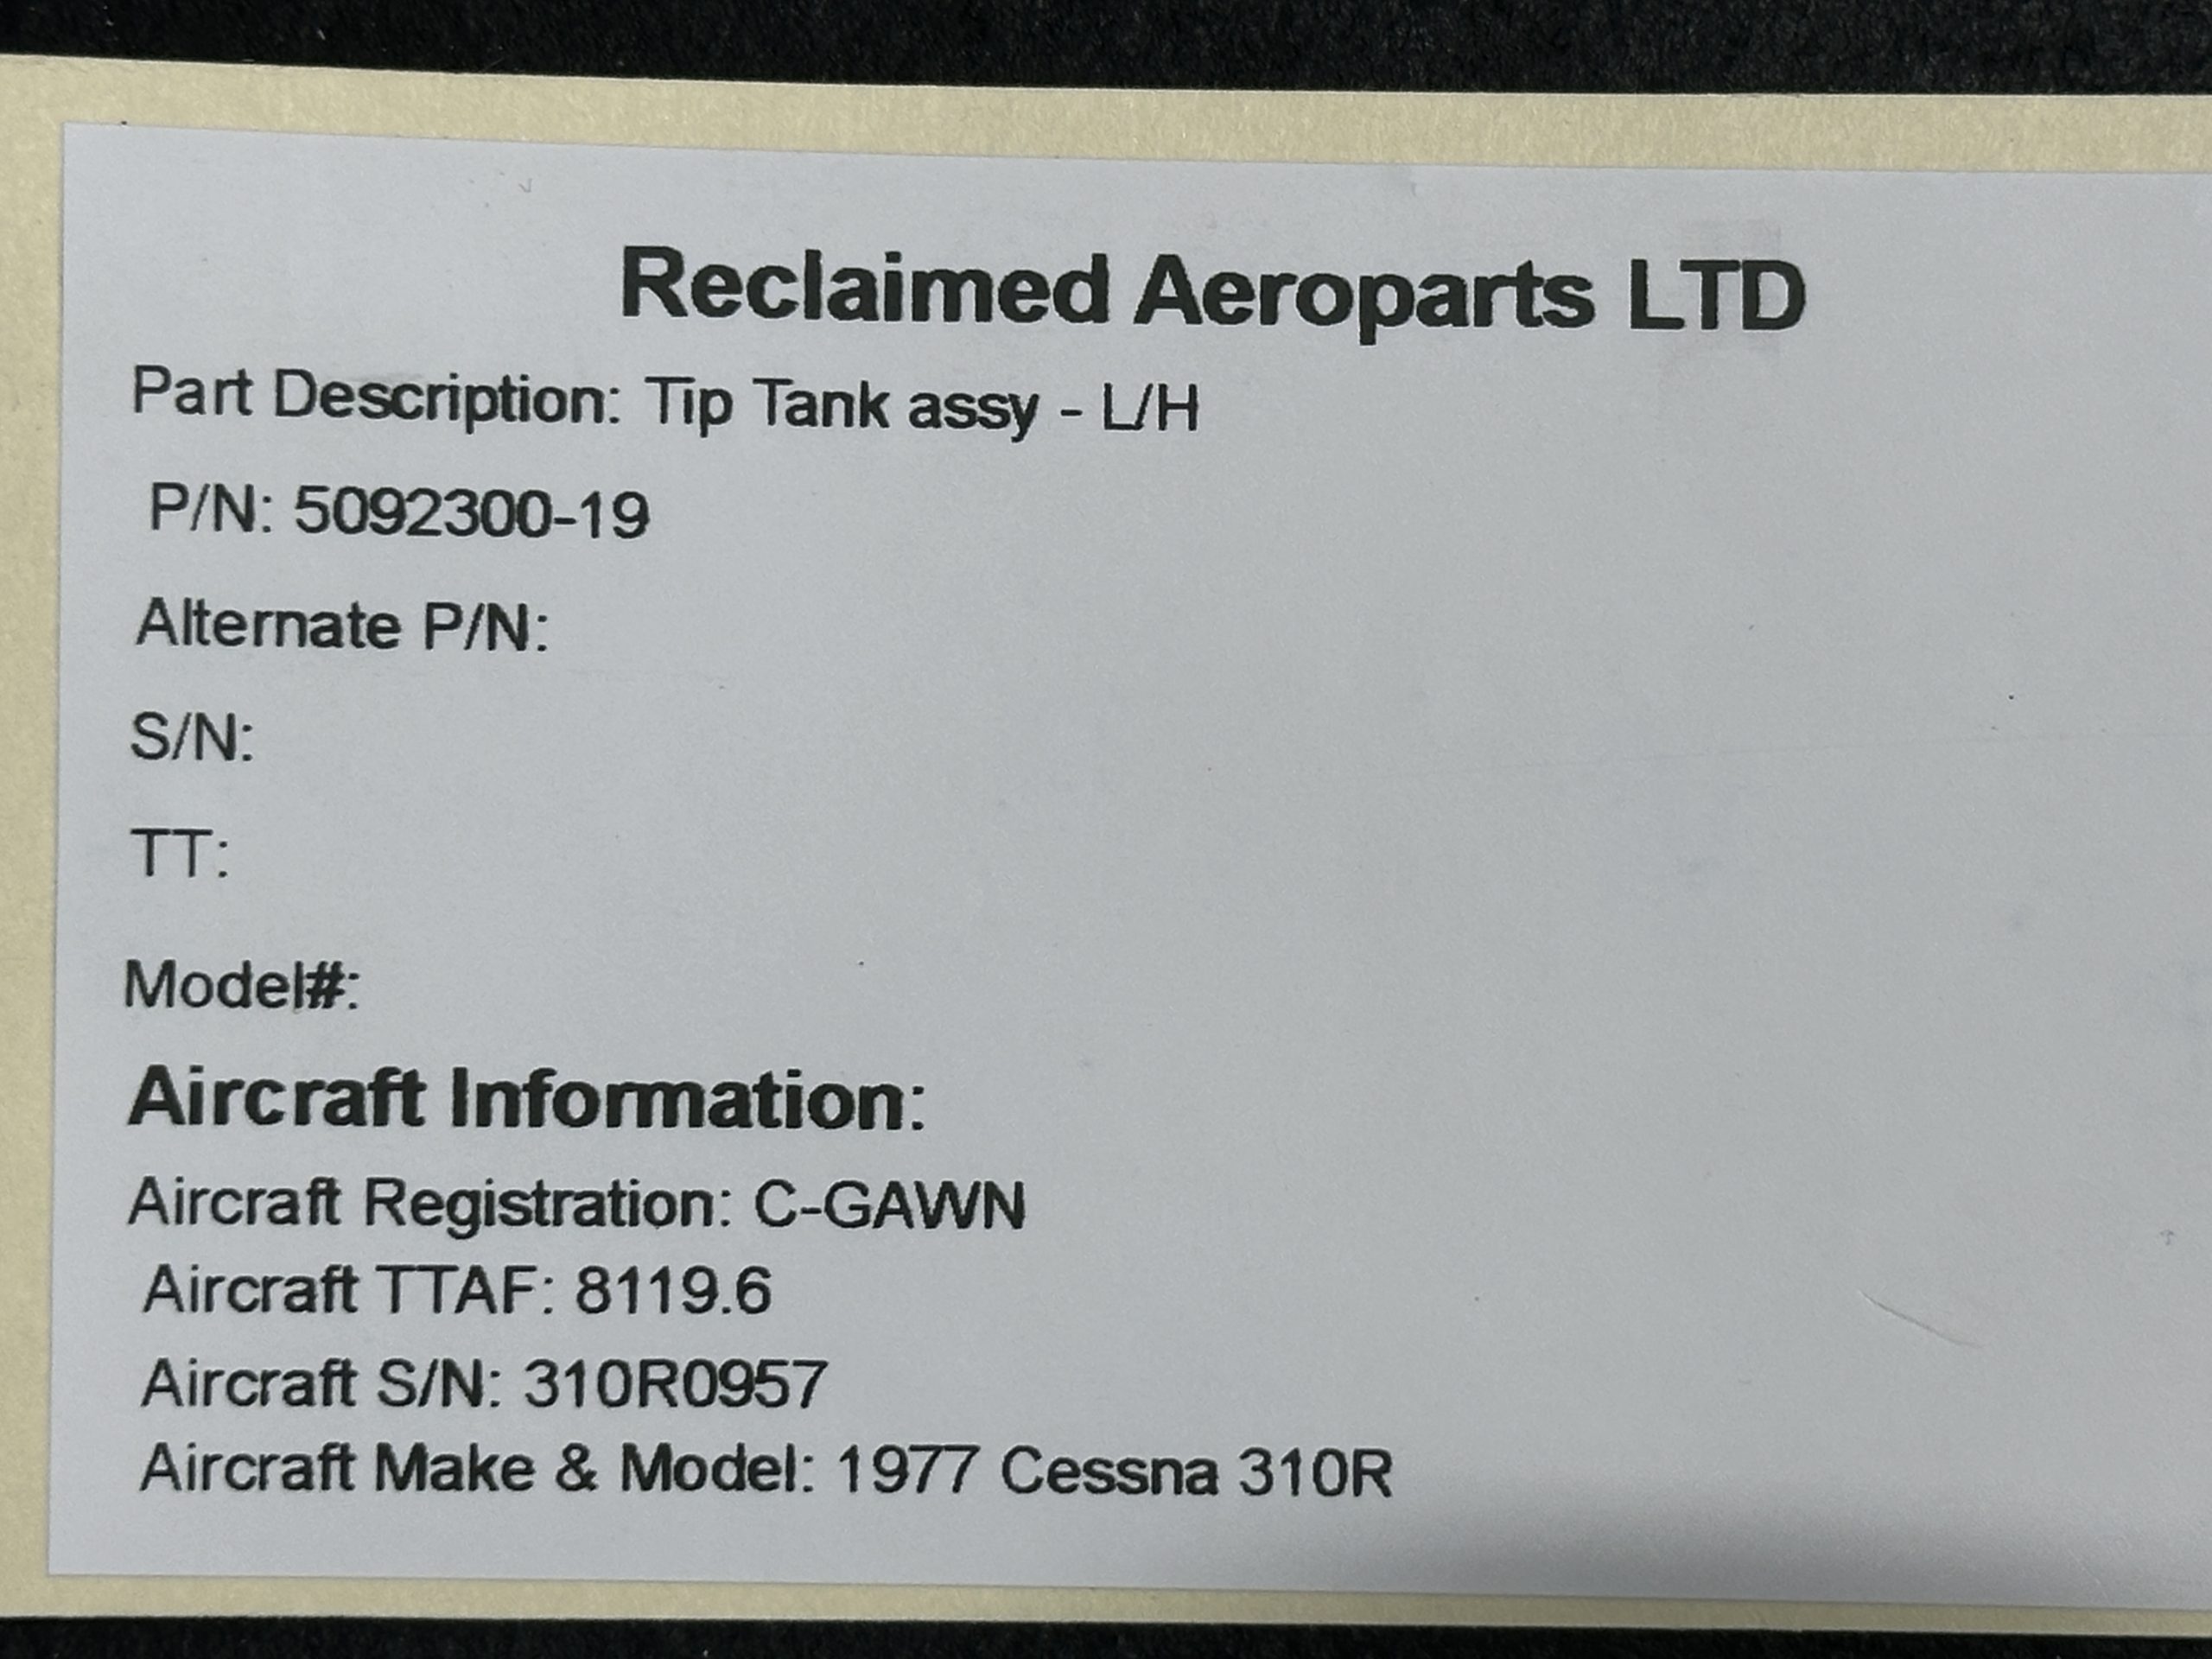 Reclaimed Aeroparts LTD
Part Description: Tip Tank assy - L/H
P/N: 5092300-19
Alternate P/N:
S/N:
TT:
Model#:
Aircraft Information:
Aircraft Registration: C-GAWN
Aircraft TTAF: 8119.6
Aircraft S/N: 310R0957
Aircraft Make & Model: 1977 Cessna 310R